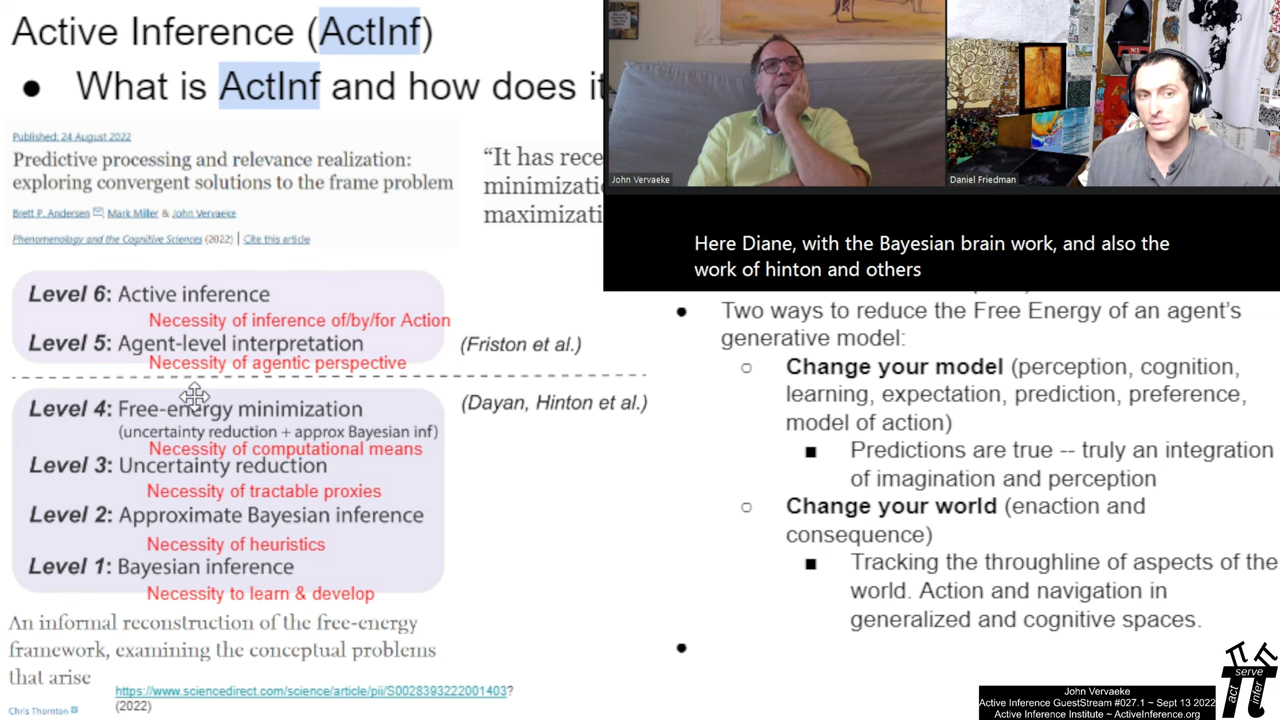 Active Inference (ActInf)
● What is ActInf and how does it
Published: 24 August 2022
Predictive processing and relevance realization:
exploring convergent solutions to the frame problem
Brett P. Andersen, Mark Miller & John Vervaeke
Phenomenology and the Cognitive Sciences (2022) | Cite this article
“It has rece
minimizati
maximizati
John Vervaeke
Daniel Friedman
Here Diane, with the Bayesian brain work, and also the
work of hinton and others
Level 6: Active inference
Necessity of inference of/by/for Action
Level 5: Agent-level interpretation
Necessity of agentic perspective
(Friston et al.)
Level 4: Free-energy minimization
(uncertainty reduction + approx Bayesian inf)
(Dayan, Hinton et al.)
Necessity of computational means
Level 3: Uncertainty reduction
Necessity of tractable proxies
Level 2: Approximate Bayesian inference
Necessity of heuristics
Level 1: Bayesian inference
Necessity to learn & develop
An informal reconstruction of the free-energy
framework, examining the conceptual problems
that arise
Chris Thornton
https://www.sciencedirect.com/science/article/pii/S0028393222001403?
(2022)
● Two ways to reduce the Free Energy of an agent’s
generative model:
○ Change your model (perception, cognition,
learning, expectation, prediction, preference,
model of action)
■ Predictions are true -- truly an integration
of imagination and perception
○ Change your world (enaction and
consequence)
■ Tracking the throughline of aspects of the
world. Action and navigation in
generalized and cognitive spaces.
●
John Vervaeke
Active Inference GuestStream #027.1 ~ Sept 13 2022
Active Inference Institute ~ ActiveInference.org
act
serve
infer